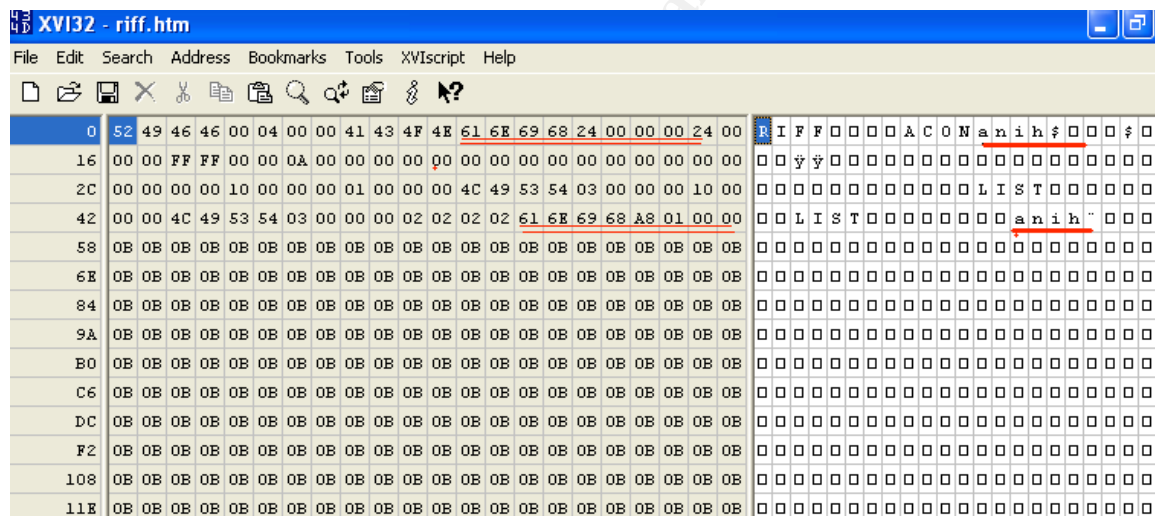 XVI32 - riff.htm
File Edit Search Address Bookmarks Tools XVIscript Help
0 52 49 46 46 00 04 00 00 41 43 4F 4E 61 6E 69 68 24 00 00 00 24 00 R I F F □ □ □ □ A C O N a n i h $ □ □ □ $ □
16 00 00 FF FF 00 00 0A 00 00 00 00 00 00 00 00 00 00 00 00 00 00 00 □ □ ÿ ÿ □ □ □ □ □ □ □ □ □ □ □ □ □ □ □ □ □ □
2C 00 00 00 00 10 00 00 00 01 00 00 00 4C 49 53 54 03 00 00 00 10 00 □ □ □ □ □ □ □ □ □ □ □ □ L I S T □ □ □ □ □ □
42 00 00 4C 49 53 54 03 00 00 00 02 02 02 02 61 6E 69 68 A8 01 00 00 □ □ L I S T □ □ □ □ □ □ □ □ a n i h ¨ □ □ □
58 0B 0B 0B 0B 0B 0B 0B 0B 0B 0B 0B 0B 0B 0B 0B 0B 0B 0B 0B 0B 0B 0B □ □ □ □ □ □ □ □ □ □ □ □ □ □ □ □ □ □ □ □ □ □
6E 0B 0B 0B 0B 0B 0B 0B 0B 0B 0B 0B 0B 0B 0B 0B 0B 0B 0B 0B 0B 0B 0B □ □ □ □ □ □ □ □ □ □ □ □ □ □ □ □ □ □ □ □ □ □
84 0B 0B 0B 0B 0B 0B 0B 0B 0B 0B 0B 0B 0B 0B 0B 0B 0B 0B 0B 0B 0B 0B □ □ □ □ □ □ □ □ □ □ □ □ □ □ □ □ □ □ □ □ □ □
9A 0B 0B 0B 0B 0B 0B 0B 0B 0B 0B 0B 0B 0B 0B 0B 0B 0B 0B 0B 0B 0B 0B □ □ □ □ □ □ □ □ □ □ □ □ □ □ □ □ □ □ □ □ □ □
B0 0B 0B 0B 0B 0B 0B 0B 0B 0B 0B 0B 0B 0B 0B 0B 0B 0B 0B 0B 0B 0B 0B □ □ □ □ □ □ □ □ □ □ □ □ □ □ □ □ □ □ □ □ □ □
C6 0B 0B 0B 0B 0B 0B 0B 0B 0B 0B 0B 0B 0B 0B 0B 0B 0B 0B 0B 0B 0B 0B □ □ □ □ □ □ □ □ □ □ □ □ □ □ □ □ □ □ □ □ □ □
DC 0B 0B 0B 0B 0B 0B 0B 0B 0B 0B 0B 0B 0B 0B 0B 0B 0B 0B 0B 0B 0B 0B □ □ □ □ □ □ □ □ □ □ □ □ □ □ □ □ □ □ □ □ □ □
F2 0B 0B 0B 0B 0B 0B 0B 0B 0B 0B 0B 0B 0B 0B 0B 0B 0B 0B 0B 0B 0B 0B □ □ □ □ □ □ □ □ □ □ □ □ □ □ □ □ □ □ □ □ □ □
108 0B 0B 0B 0B 0B 0B 0B 0B 0B 0B 0B 0B 0B 0B 0B 0B 0B 0B 0B 0B 0B 0B □ □ □ □ □ □ □ □ □ □ □ □ □ □ □ □ □ □ □ □ □ □
11E 0B 0B 0B 0B 0B 0B 0B 0B 0B 0B 0B 0B 0B 0B 0B 0B 0B 0B 0B 0B 0B 0B □ □ □ □ □ □ □ □ □ □ □ □ □ □ □ □ □ □ □ □ □ □